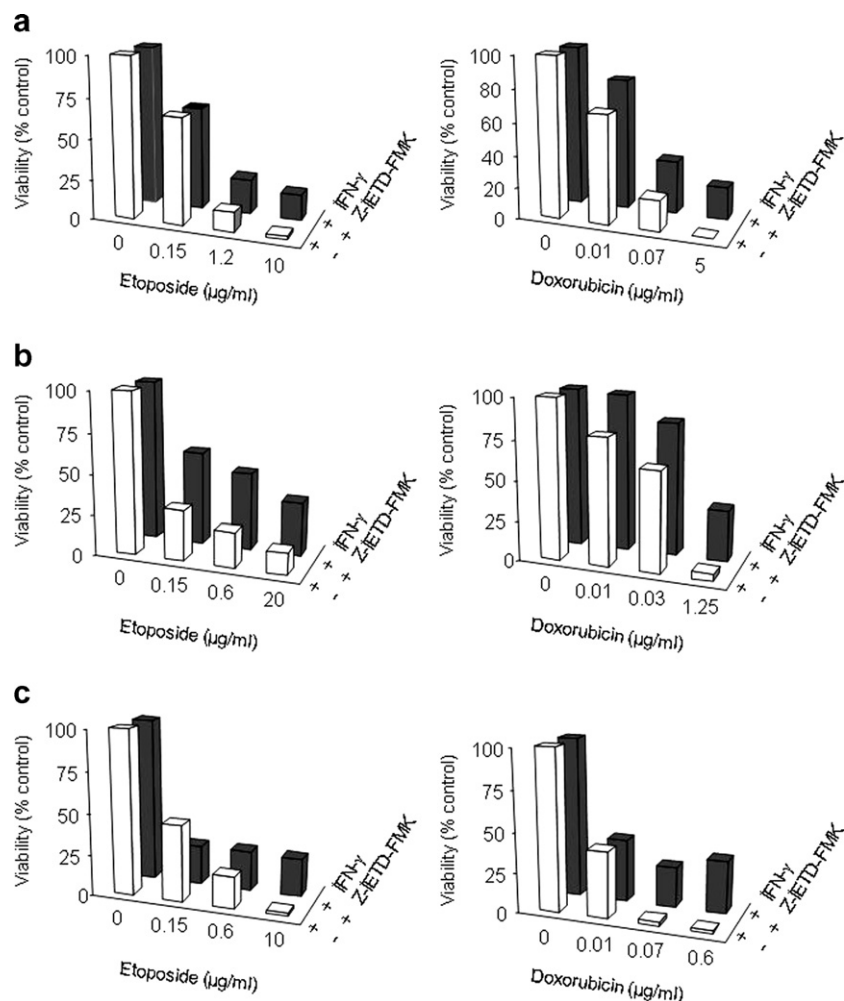 a
100
75
50
25
0
Viability (% control)
0 0.15 1.2 10
Etoposide (µg/ml)
+ + IFN-γ
- + Z-IETD-FMK
100
80
60
40
20
0
Viability (% control)
0 0.01 0.07 5
Doxorubicin (µg/ml)
+ + IFN-γ
- + Z-IETD-FMK
b
100
75
50
25
0
Viability (% control)
0 0.15 0.6 20
Etoposide (µg/ml)
+ + IFN-γ
- + Z-IETD-FMK
100
75
50
25
0
Viability (% control)
0 0.01 0.03 1.25
Doxorubicin (µg/ml)
+ + IFN-γ
- + Z-IETD-FMK
c
100
75
50
25
0
Viability (% control)
0 0.15 0.6 10
Etoposide (µg/ml)
+ + IFN-γ
- + Z-IETD-FMK
100
75
50
25
0
Viability (% control)
0 0.01 0.07 0.6
Doxorubicin (µg/ml)
+ + IFN-γ
- + Z-IETD-FMK